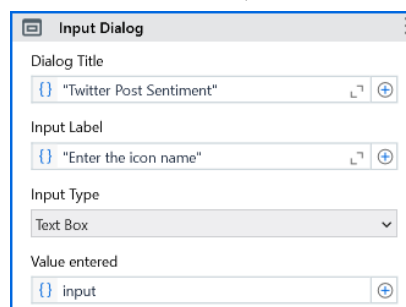 Input Dialog
Dialog Title
{} "Twitter Post Sentiment"
Input Label
{} "Enter the icon name"
Input Type
Text Box
Value entered
{} input